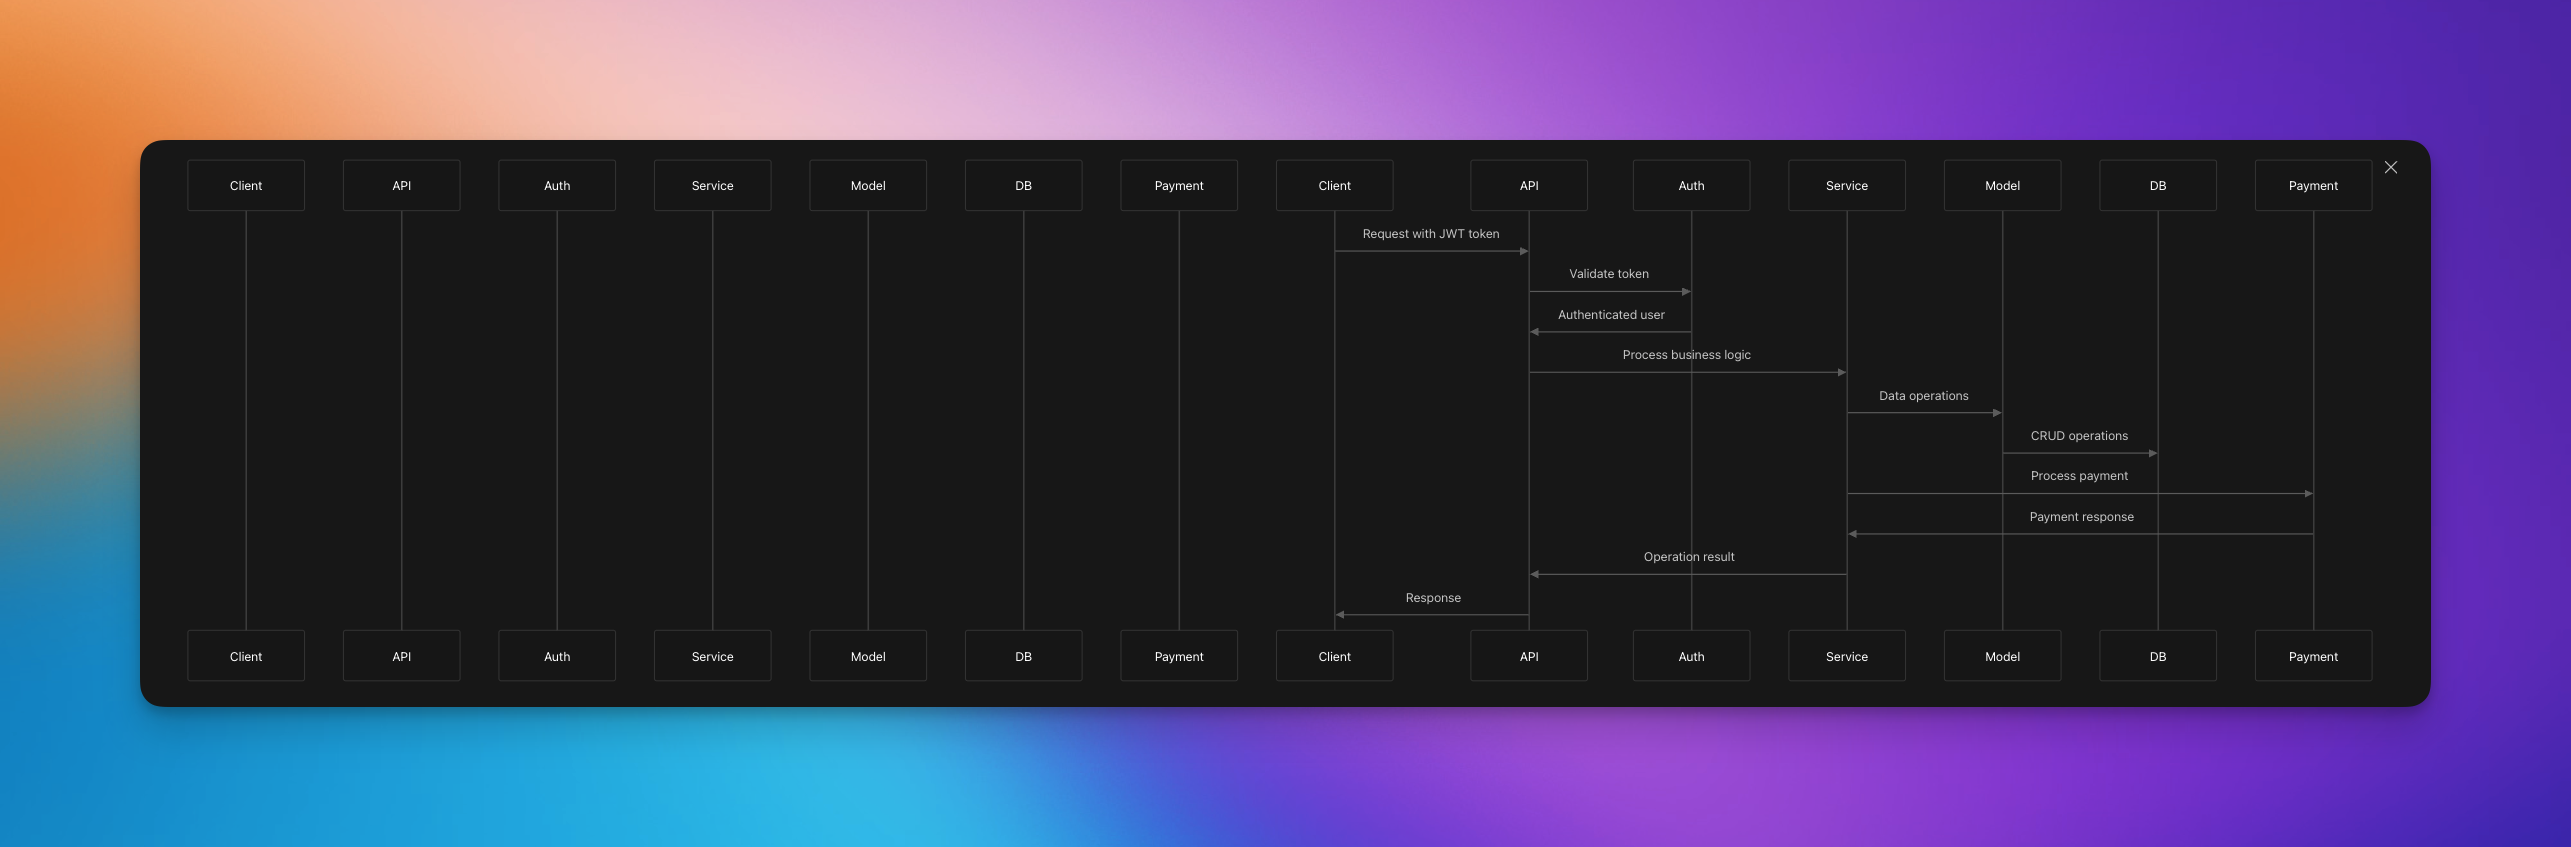 Client
API
Auth
Service
Model
DB
Payment
Client
API
Auth
Service
Model
DB
Payment
Request with JWT token
Validate token
Authenticated user
Process business logic
Data operations
CRUD operations
Process payment
Payment response
Operation result
Response
Client
API
Auth
Service
Model
DB
Payment
Client
API
Auth
Service
Model
DB
Payment